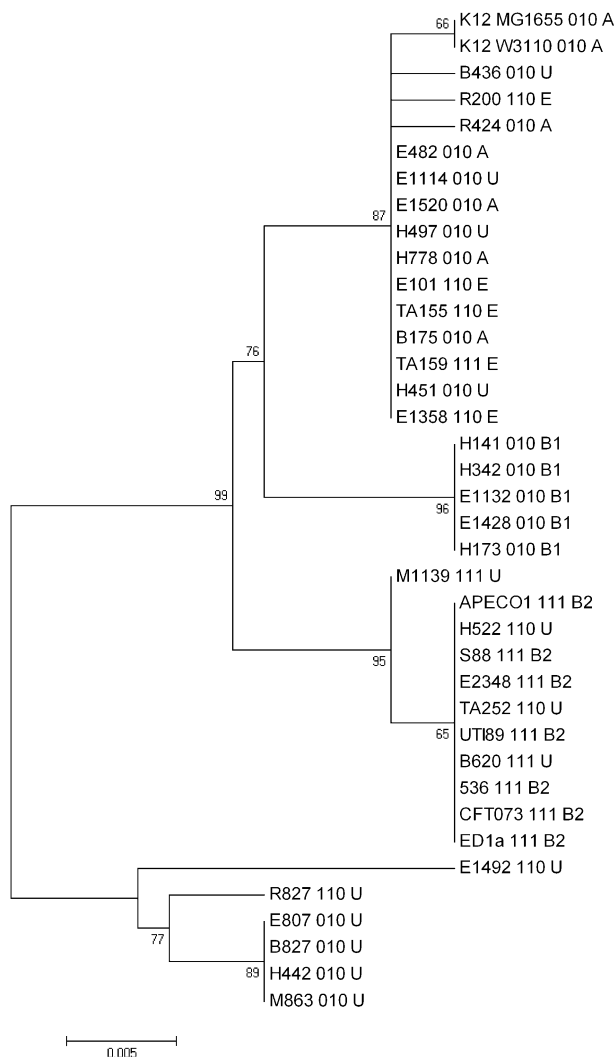 K12 MG1655 010 A
66
K12 W3110 010 A
B436 010 U
R200 110 E
R424 010 A
E482 010 A
E1114 010 U
E1520 010 A
87
H497 010 U
H778 010 A
E101 110 E
TA155 110 E
B175 010 A
76
TA159 111 E
H451 010 U
E1358 110 E
H141 010 B1
H342 010 B1
99
E1132 010 B1
96
E1428 010 B1
H173 010 B1
M1139 111 U
APECO1 111 B2
H522 110 U
S88 111 B2
95
E2348 111 B2
TA252 110 U
65
UTI89 111 B2
B620 111 U
536 111 B2
CFT073 111 B2
ED1a 111 B2
E1492 110 U
R827 110 U
E807 010 U
77
B827 010 U
89
H442 010 U
M863 010 U
0.005